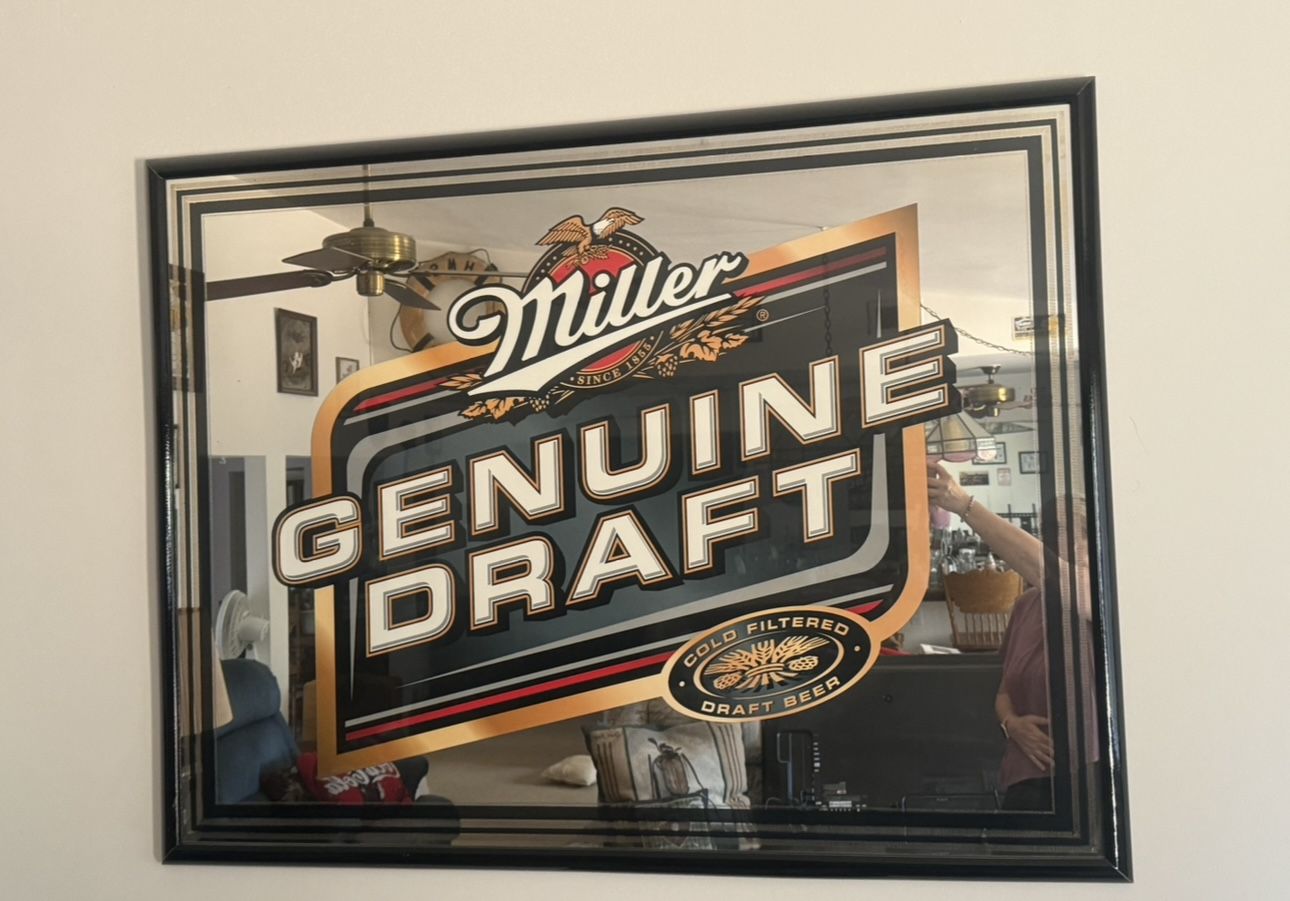 Miller
®
· SINCE 1855 ·
GENUINE
DRAFT
COLD FILTERED
DRAFT BEER